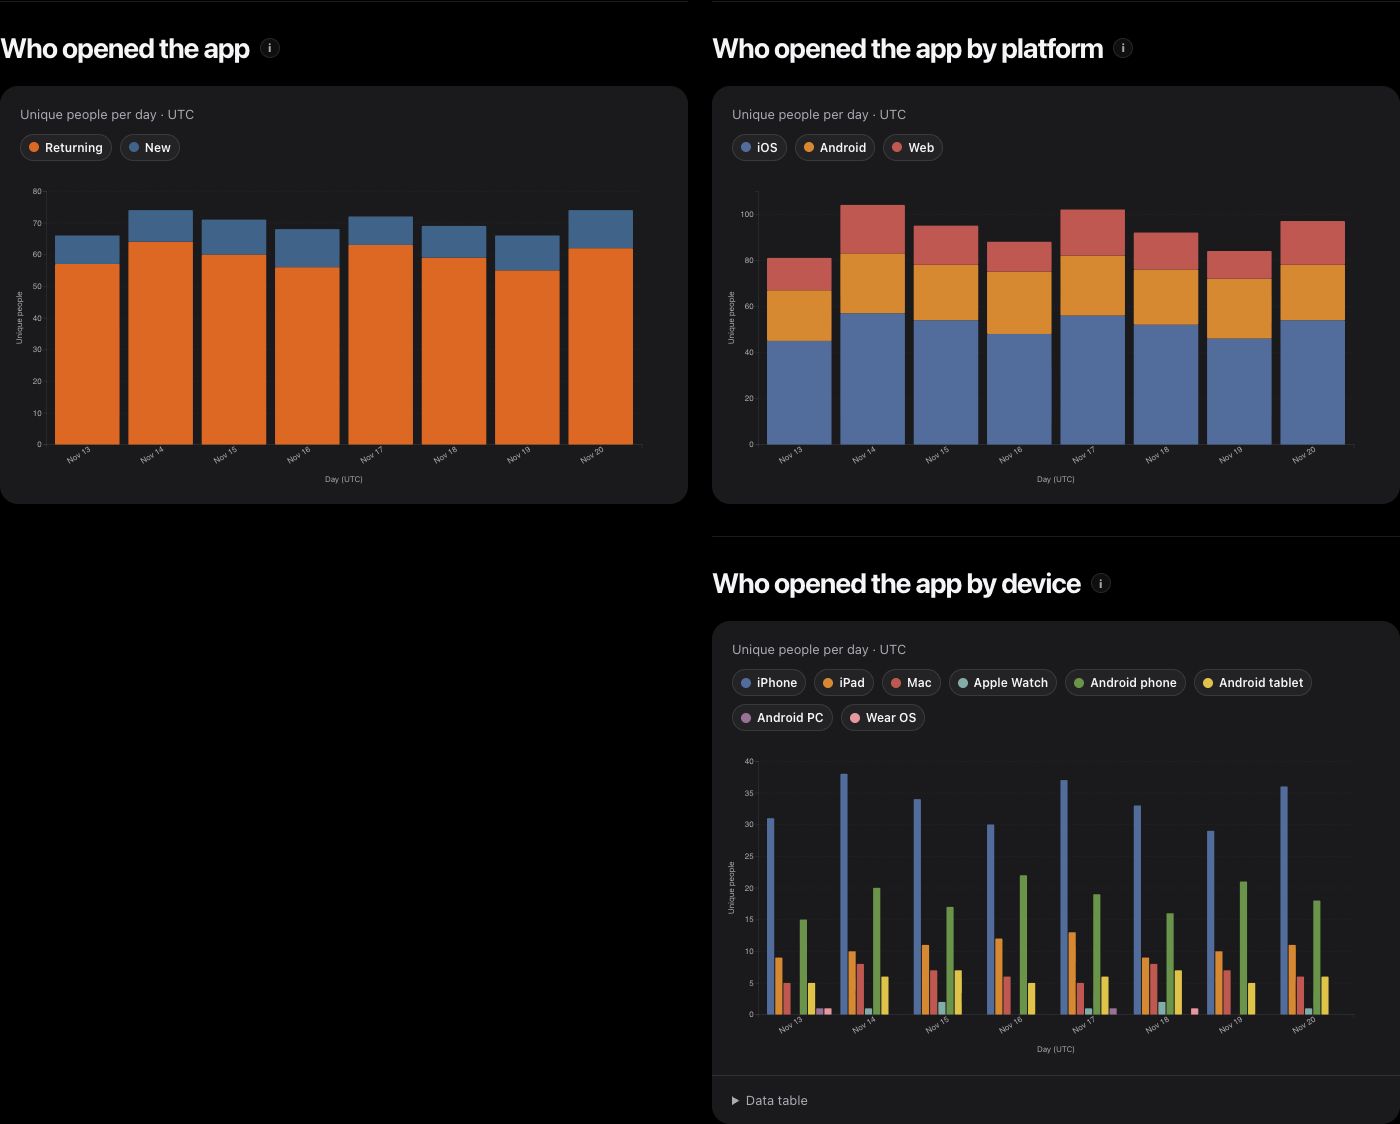 Who opened the app i
Unique people per day · UTC
Returning New
80
70
60
50
40
30
20
10
0
Unique people
Nov 13 Nov 14 Nov 15 Nov 16 Nov 17 Nov 18 Nov 19 Nov 20
Day (UTC)
Who opened the app by platform i
Unique people per day · UTC
iOS Android Web
100
80
60
40
20
0
Unique people
Nov 13 Nov 14 Nov 15 Nov 16 Nov 17 Nov 18 Nov 19 Nov 20
Day (UTC)
Who opened the app by device i
Unique people per day · UTC
iPhone iPad Mac Apple Watch Android phone Android tablet
Android PC Wear OS
40
35
30
25
20
15
10
5
0
Unique people
Nov 13 Nov 14 Nov 15 Nov 16 Nov 17 Nov 18 Nov 19 Nov 20
Day (UTC)
Data table